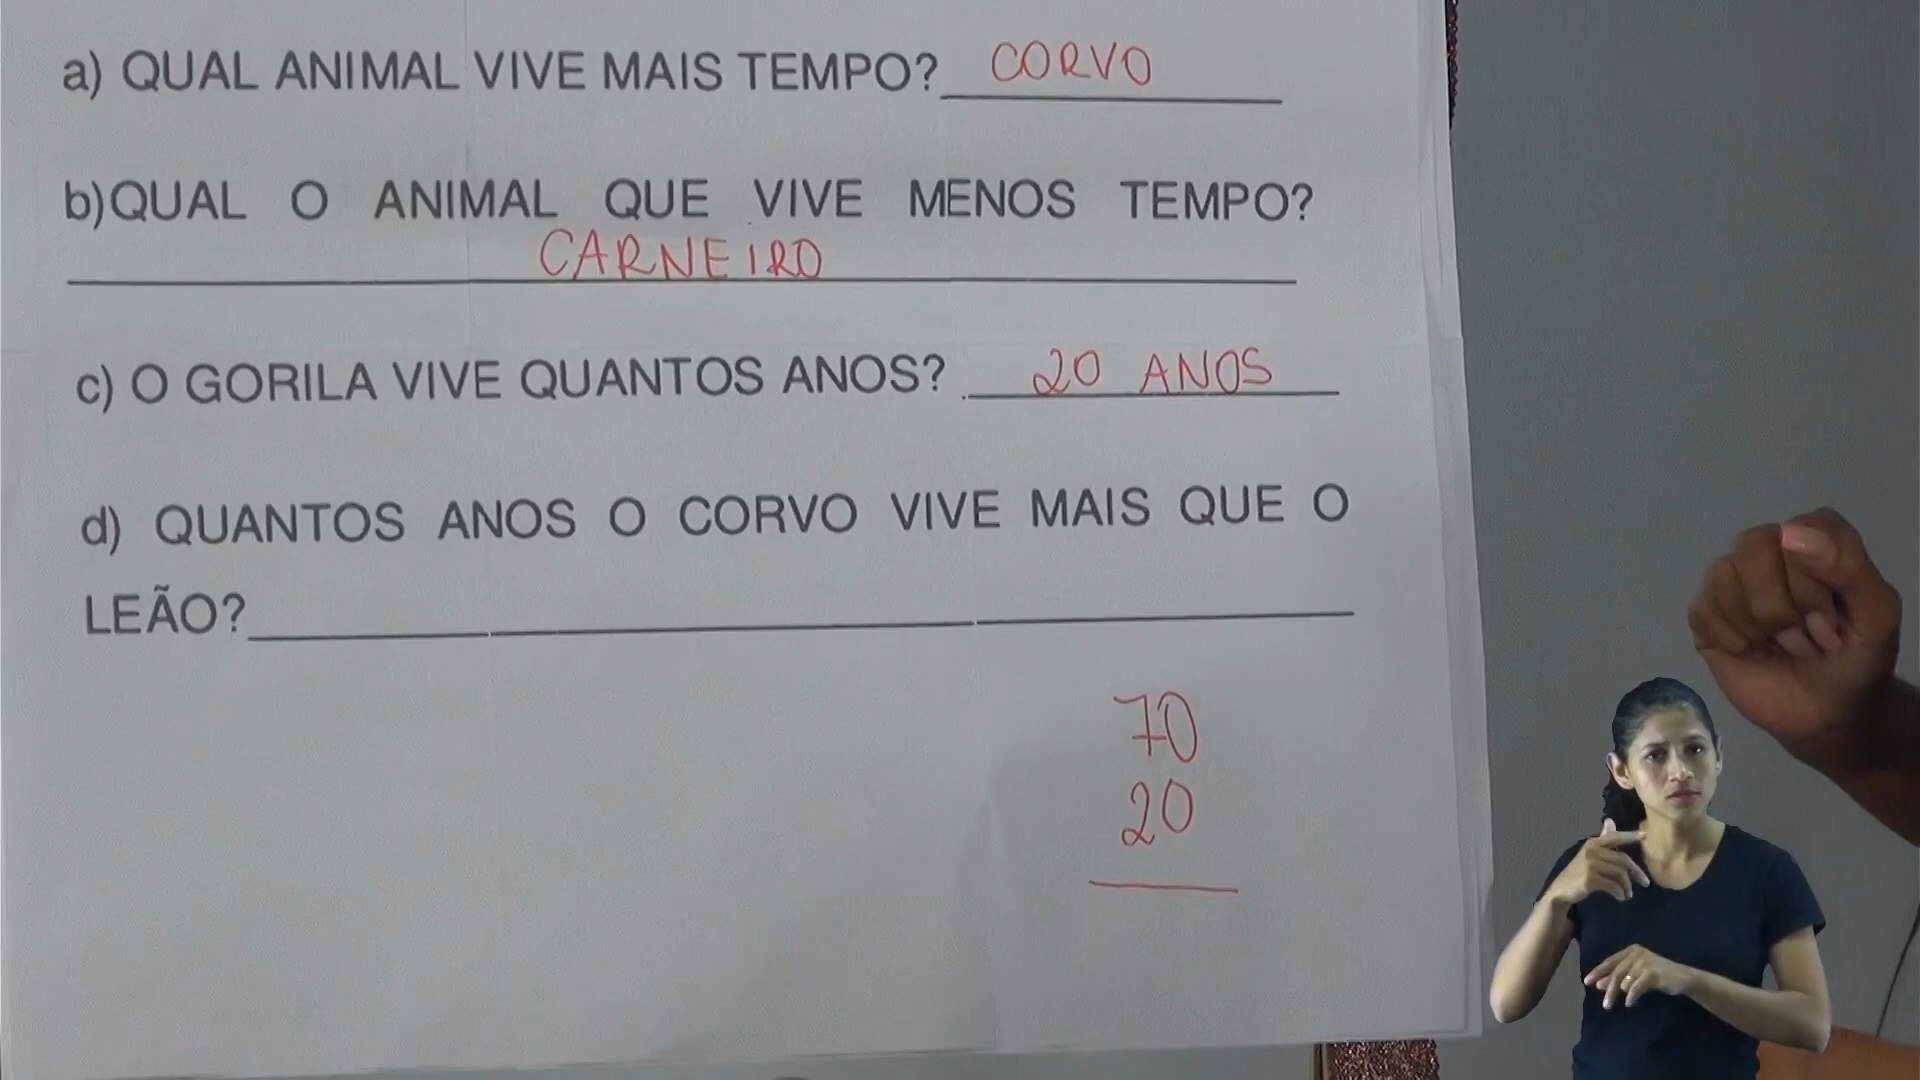 a) QUAL ANIMAL VIVE MAIS TEMPO? CORVO
b)QUAL O ANIMAL QUE VIVE MENOS TEMPO?
CARNEIRO
c) O GORILA VIVE QUANTOS ANOS? 20 ANOS
d) QUANTOS ANOS O CORVO VIVE MAIS QUE O
LEÃO?
70
20